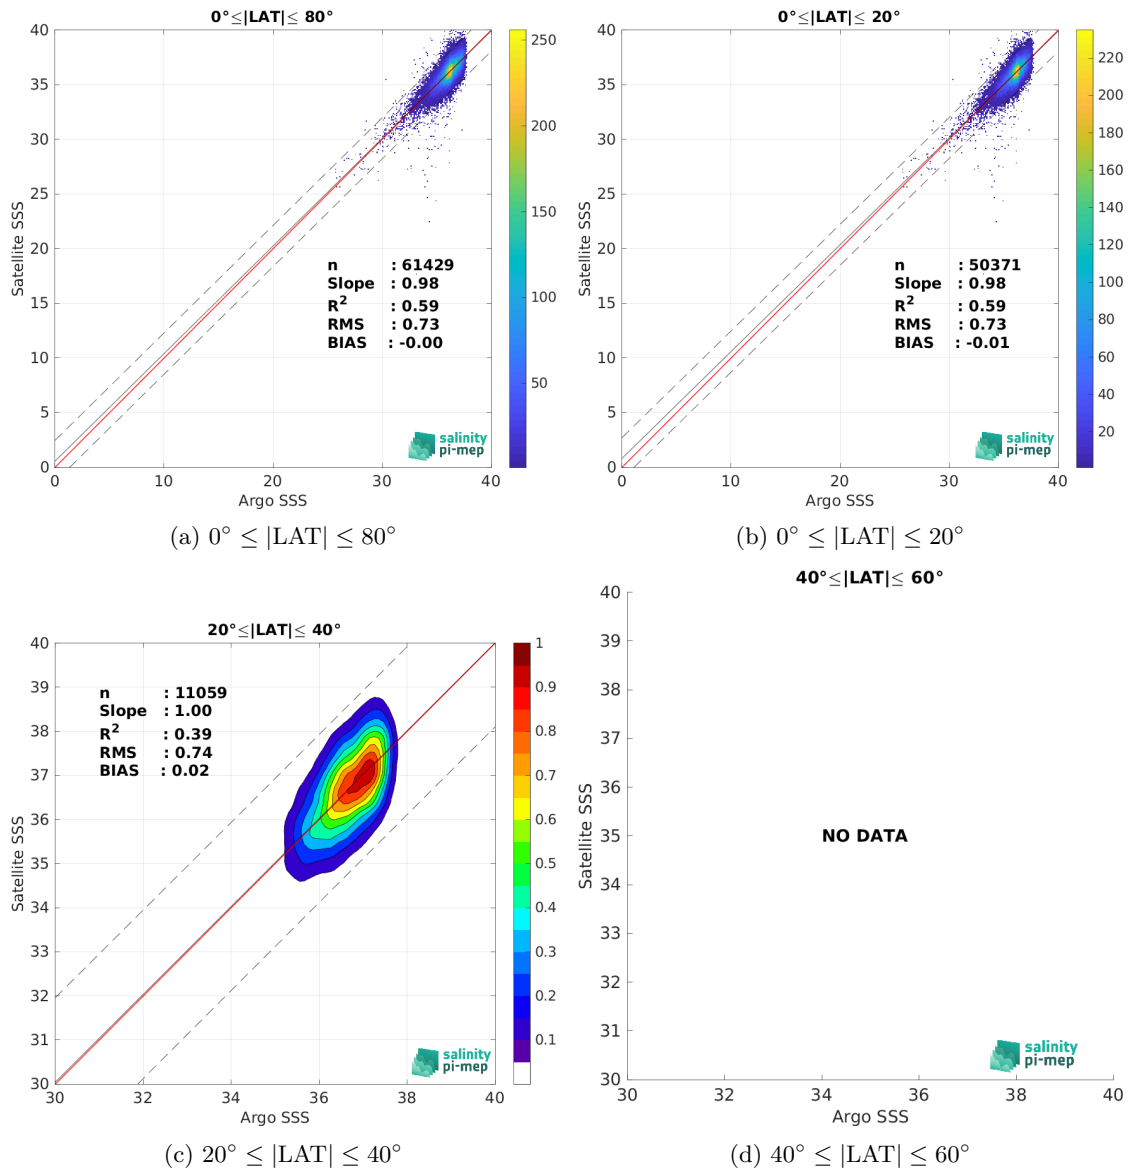 0°≤|LAT|≤ 80°
40
35
30
25
20
15
10
5
0
Satellite SSS
n : 61429
Slope : 0.98
R² : 0.59
RMS : 0.73
BIAS : -0.00
salinity
pi-mep
0 10 20 30 40
Argo SSS
250
200
150
100
50
(a) 0° ≤ |LAT| ≤ 80°
0°≤|LAT|≤ 20°
40
35
30
25
20
15
10
5
0
Satellite SSS
n : 50371
Slope : 0.98
R² : 0.59
RMS : 0.73
BIAS : -0.01
salinity
pi-mep
0 10 20 30 40
Argo SSS
220
200
180
160
140
120
100
80
60
40
20
(b) 0° ≤ |LAT| ≤ 20°
20°≤|LAT|≤ 40°
40
39
38
37
36
35
34
33
32
31
30
Satellite SSS
n : 11059
Slope : 1.00
R² : 0.39
RMS : 0.74
BIAS : 0.02
salinity
pi-mep
30 32 34 36 38 40
Argo SSS
1
0.9
0.8
0.7
0.6
0.5
0.4
0.3
0.2
0.1
(c) 20° ≤ |LAT| ≤ 40°
40°≤|LAT|≤ 60°
40
39
38
37
36
35
34
33
32
31
30
Satellite SSS
NO DATA
salinity
pi-mep
30 32 34 36 38 40
Argo SSS
(d) 40° ≤ |LAT| ≤ 60°